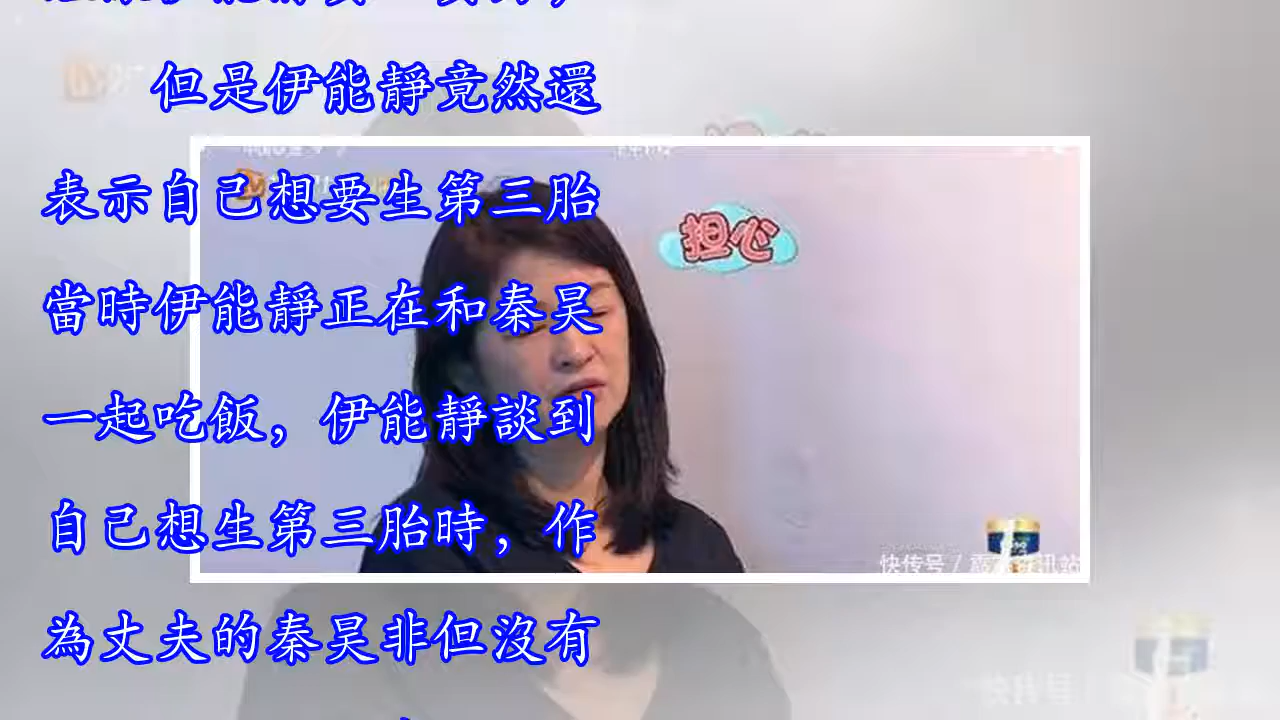 但是伊能靜竟然還
表示自己想要生第三胎
當時伊能靜正在和秦昊
一起吃飯，伊能靜談到
自己想生第三胎時，作
為丈夫的秦昊非但沒有
担心
快传号